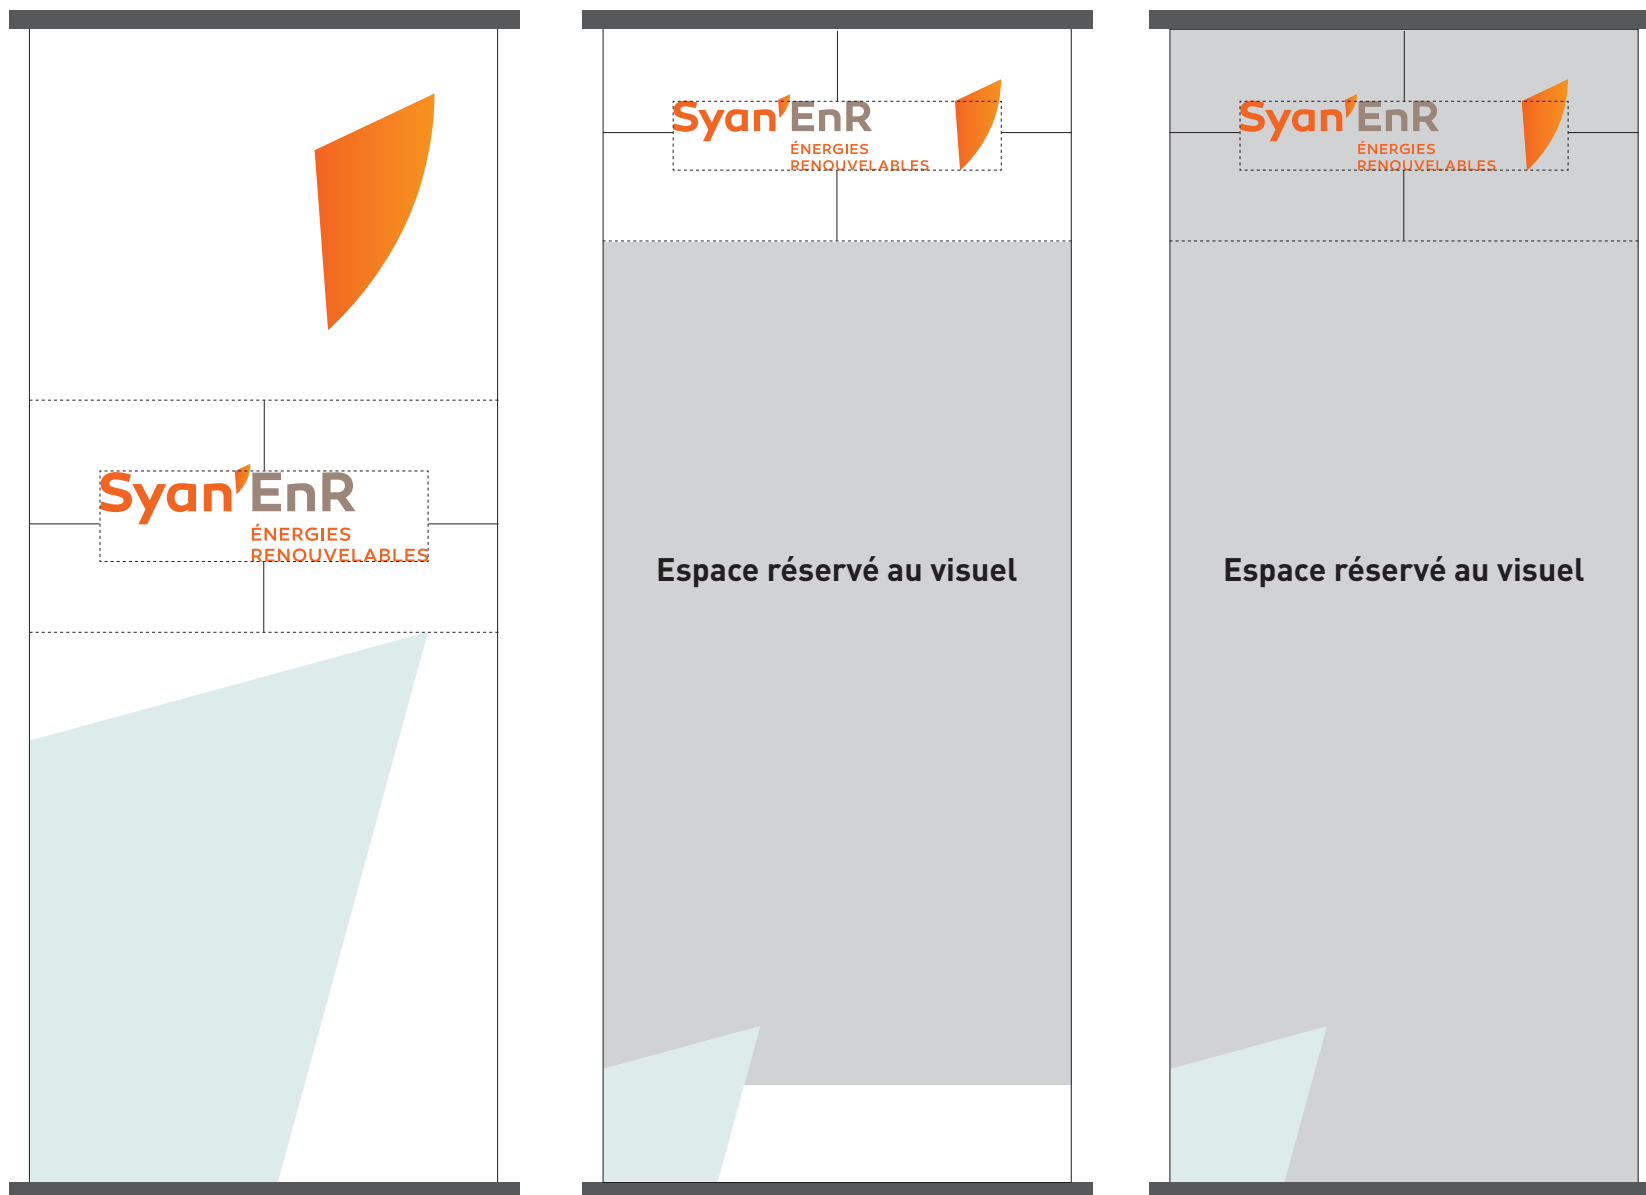 Syan'EnR
ÉNERGIES
RENOUVELABLES
Syan'EnR
ÉNERGIES
RENOUVELABLES
Espace réservé au visuel
Syan'EnR
ÉNERGIES
RENOUVELABLES
Espace réservé au visuel